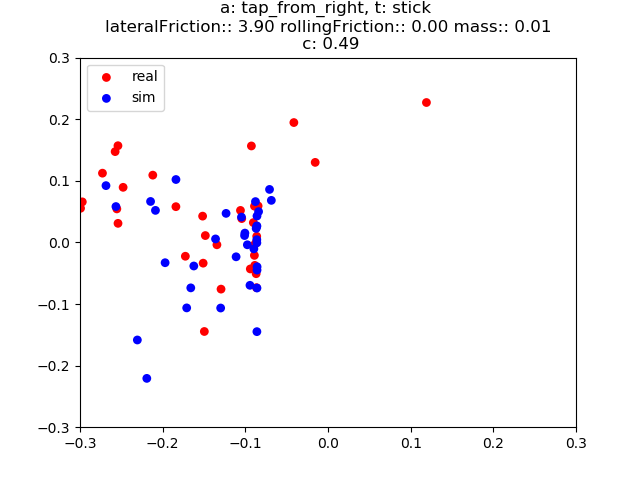 a: tap_from_right, t: stick
lateralFriction:: 3.90 rollingFriction:: 0.00 mass:: 0.01
c: 0.49
real
sim
0.3
0.2
0.1
0.0
−0.1
−0.2
−0.3
−0.3
−0.2
−0.1
0.0
0.1
0.2
0.3